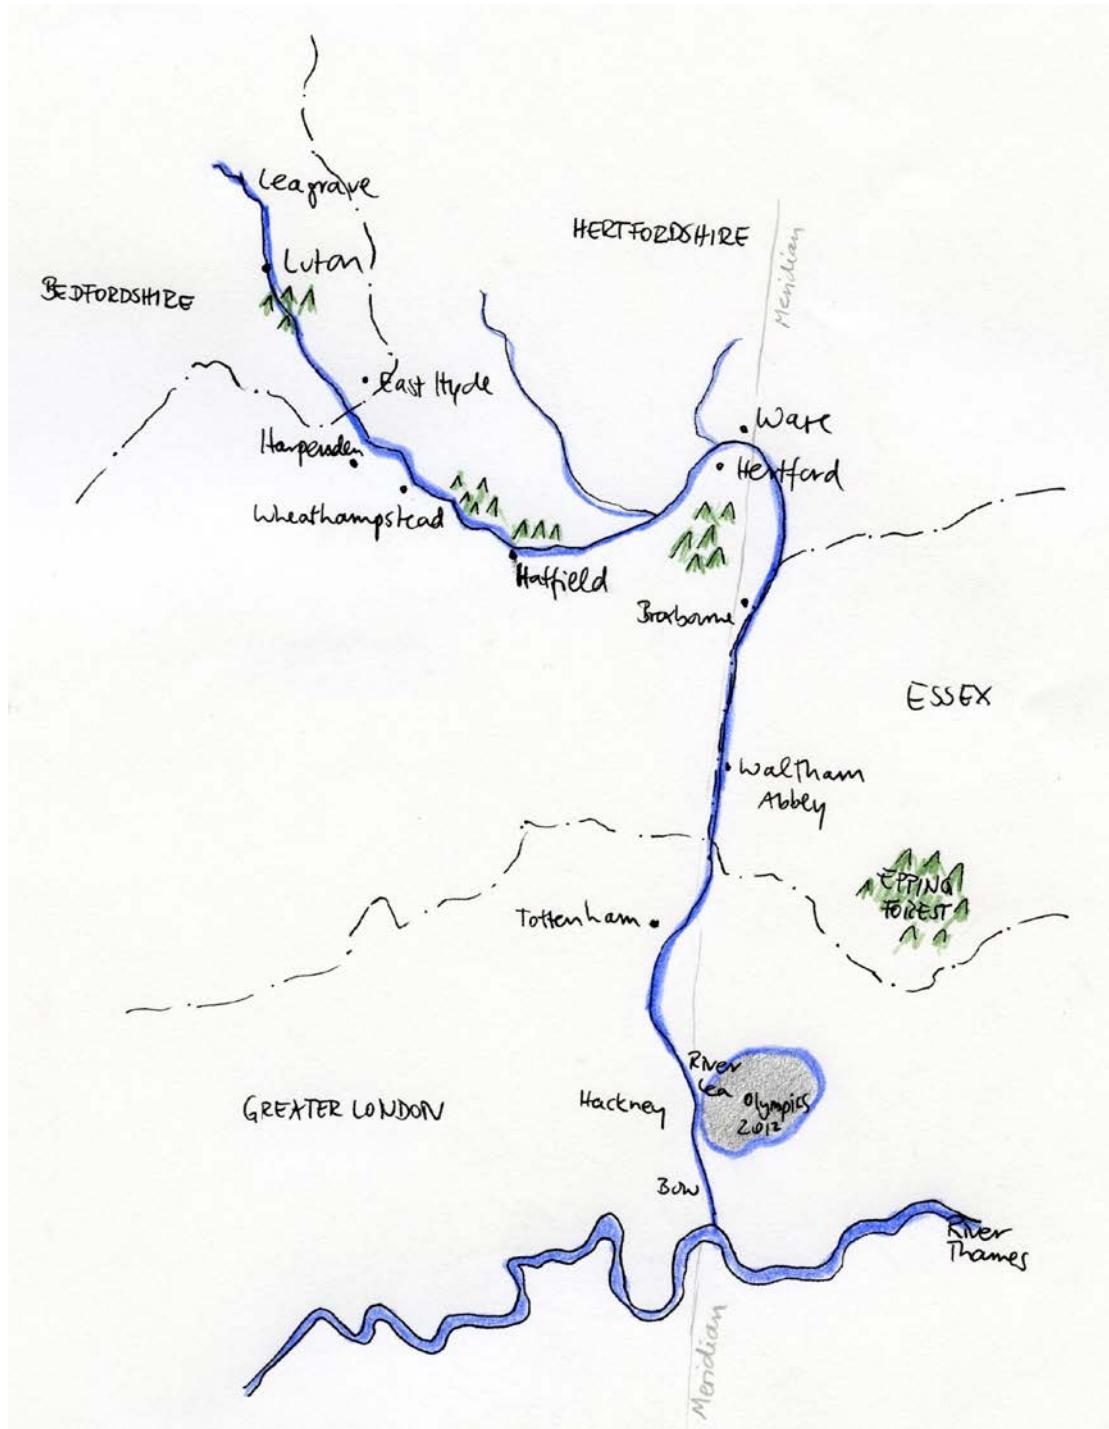 Leagrave
HERTFORDSHIRE
Meridian
Luton
BEDFORDSHIRE
East Hyde
Ware
Harpenden
Hertford
Wheathampstead
Hatfield
Broxbourne
ESSEX
Waltham
Abbey
EPPING
FOREST
Tottenham
River
Lea
Olympics
2012
Hackney
GREATER LONDON
Bow
River
Thames
Meridian